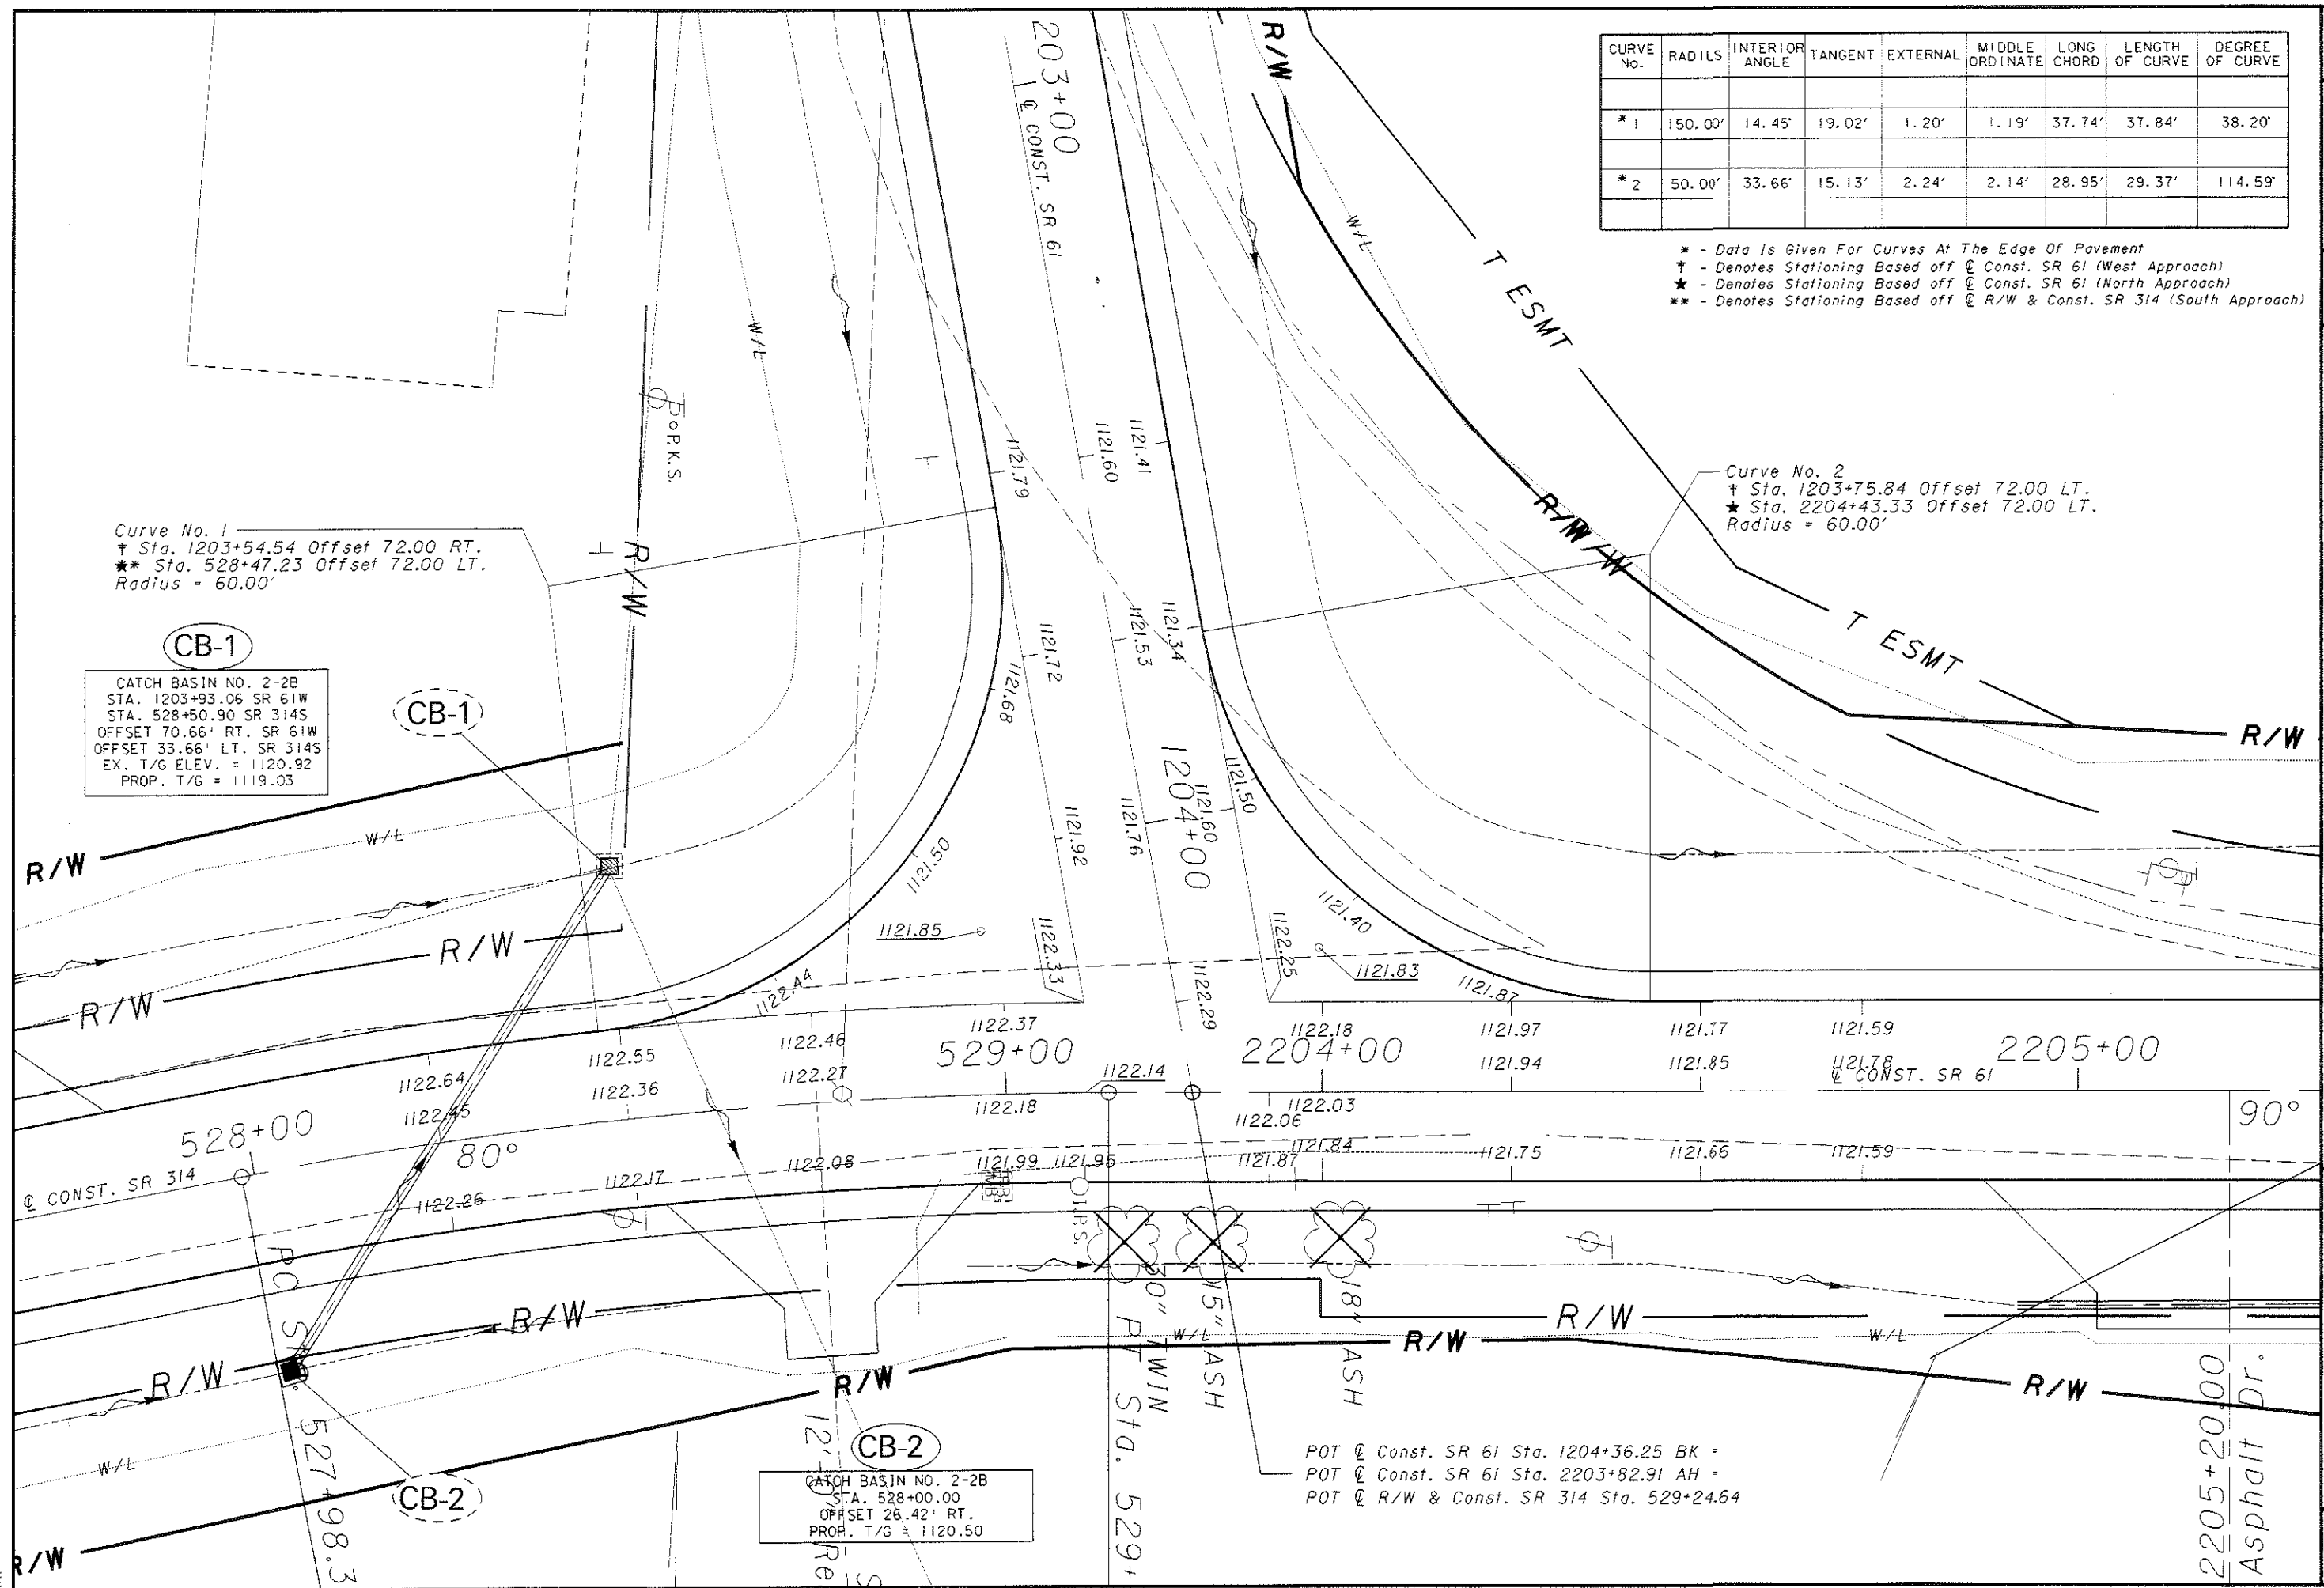 CURVE No. RADIUS INTERIOR ANGLE TANGENT EXTERNAL MIDDLE ORDINATE LONG CHORD LENGTH OF CURVE DEGREE OF CURVE
* 1 150.00' 14.45° 19.02' 1.20' 1.19' 37.74' 37.84' 38.20°
* 2 50.00' 33.66° 15.13' 2.24' 2.14' 28.95' 29.37' 114.59°
* - Data Is Given For Curves At The Edge Of Pavement
† - Denotes Stationing Based off ℄ Const. SR 61 (West Approach)
★ - Denotes Stationing Based off ℄ Const. SR 61 (North Approach)
** - Denotes Stationing Based off ℄ R/W & Const. SR 314 (South Approach)
203+00
℄ CONST. SR 61
R/W
W/L
T ESMT
W/L
P.K.S.
1121.79
1121.60
1121.41
Curve No. 2
† Sta. 1203+75.84 Offset 72.00 LT.
★ Sta. 2204+43.33 Offset 72.00 LT.
Radius = 60.00'
R/W
R/W
Curve No. 1
† Sta. 1203+54.54 Offset 72.00 RT.
** Sta. 528+47.23 Offset 72.00 LT.
Radius = 60.00'
R/W
T ESMT
R/W
CB-1
CATCH BASIN NO. 2-2B
STA. 1203+93.06 SR 61W
STA. 528+50.90 SR 314S
OFFSET 70.66' RT. SR 61W
OFFSET 33.66' LT. SR 314S
EX. T/G ELEV. = 1120.92
PROP. T/G = 1119.03
CB-1
1121.72
1121.53
1121.34
1121.68
1204+00
1121.50
1121.60
1121.76
1121.92
1121.50
W/L
R/W
R/W
R/W
1121.85
1122.33
1122.25
1121.40
1121.83
1121.87
1122.44
1122.29
1122.64
1122.55
1122.46
1122.37
1122.18
1121.97
1121.77
1121.59
529+00
2204+00
2205+00
1122.45
1122.36
1122.27
1122.14
1122.18
1121.94
1121.85
1121.78
℄ CONST. SR 61
1122.03
1122.06
528+00
80°
90°
℄ CONST. SR 314
1122.26
1122.17
1122.08
1121.99
1121.95
1121.87
1121.84
1121.75
1121.66
1121.59
MB
I.P.S.
30" TWIN
15" ASH
18" ASH
R/W
R/W
R/W
R/W
R/W
R/W
R/W
W/L
W/L
W/L
PC Sta. 527+98.3
PT Sta. 529+
CB-2
CB-2
CATCH BASIN NO. 2-2B
STA. 528+00.00
OFFSET 26.42' RT.
PROP. T/G = 1120.50
POT ℄ Const. SR 61 Sta. 1204+36.25 BK =
POT ℄ Const. SR 61 Sta. 2203+82.91 AH =
POT ℄ R/W & Const. SR 314 Sta. 529+24.64
2205+20.00
Asphalt Dr.